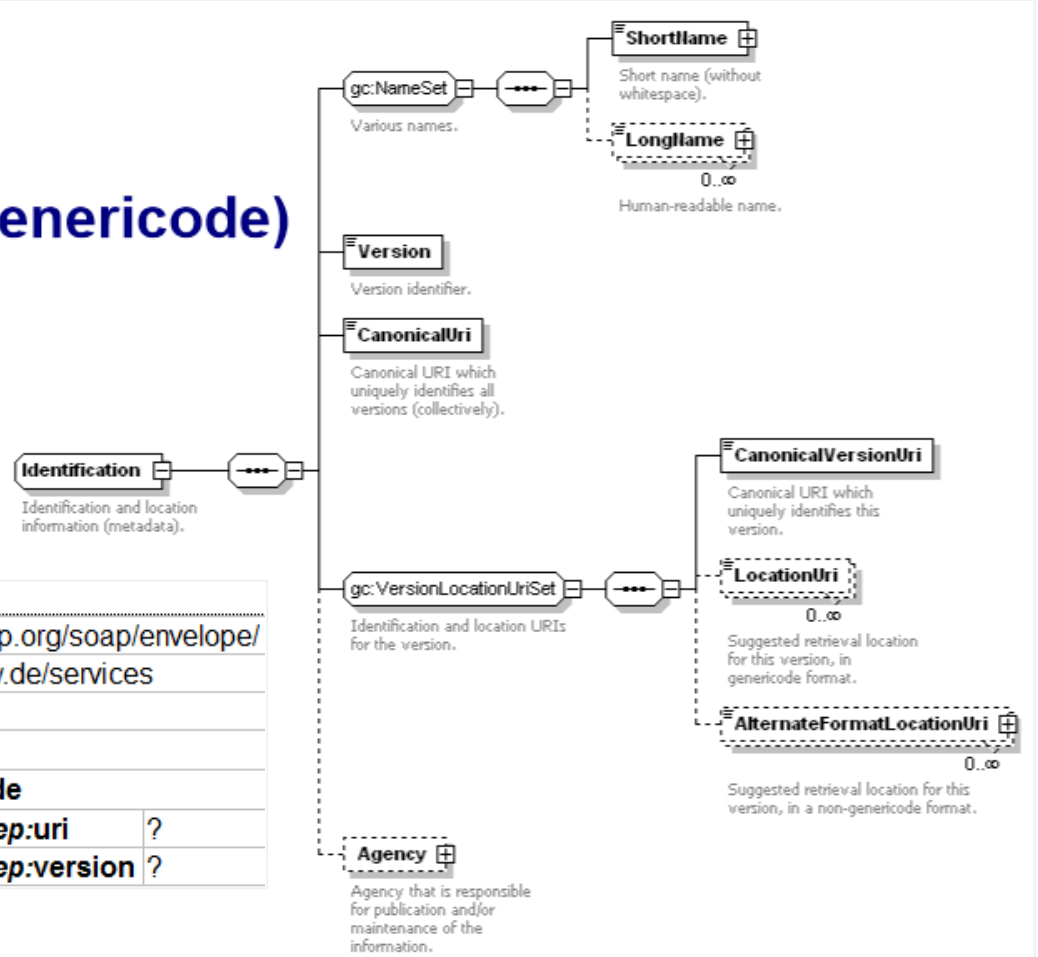 ShortName
Short name (without
whitespace).
gc:NameSet
Various names.
LongName
0..∞
Human-readable name.
enericode)
Version
Version identifier.
CanonicalUri
Canonical URI which
uniquely identifies all
versions (collectively).
Identification
Identification and location
information (metadata).
CanonicalVersionUri
Canonical URI which
uniquely identifies this
version.
gc:VersionLocationUriSet
Identification and location URIs
for the version.
LocationUri
0..∞
Suggested retrieval location
for this version, in
genericode format.
AlternateFormatLocationUri
0..∞
Suggested retrieval location for this
version, in a non-genericode format.
p.org/soap/envelope/
.de/services
de
ep:uri ?
ep:version ?
Agency
Agency that is responsible
for publication and/or
maintenance of the
information.